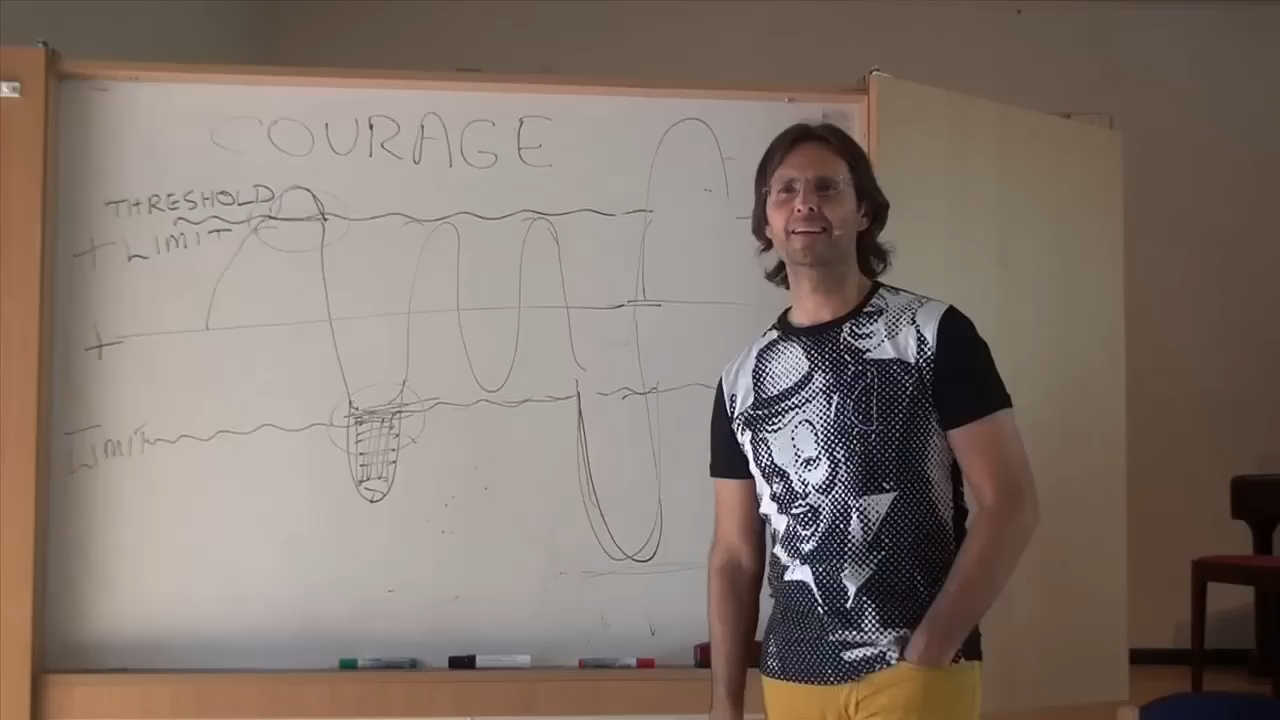 COURAGE
THRESHOLD
+ LIMIT
+
LIMIT